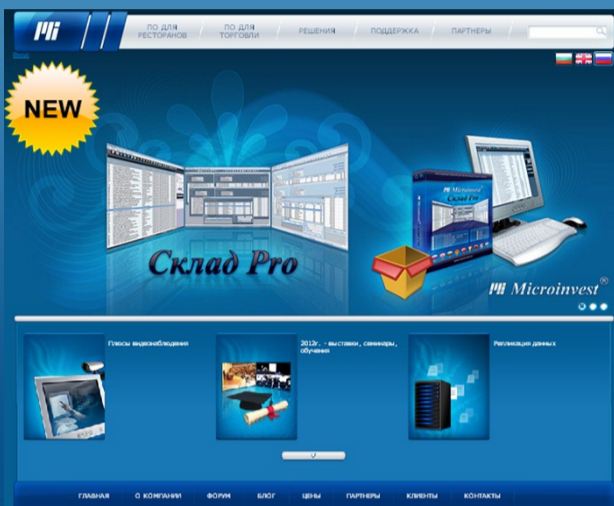 ПО ДЛЯ
РЕСТОРАНОВ
ПО ДЛЯ
ТОРГОВЛИ
РЕШЕНИЯ
ПОДДЕРЖКА
ПАРТНЕРЫ
NEW
Microinvest
Склад Pro
Склад Pro
Microinvest®
Плюсы видеонаблюдения
2012г. - выставки, семинары,
обучения
Репликация данных
ГЛАВНАЯ
О КОМПАНИИ
ФОРУМ
БЛОГ
ЦЕНЫ
ПАРТНЕРЫ
КЛИЕНТЫ
КОНТАКТЫ